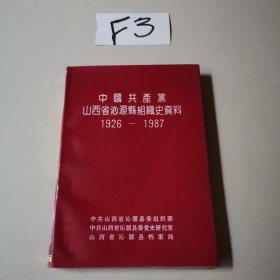 F3
中國共產黨
山西省沁源縣組織史資料
1926 — 1987
中共山西省沁源县委组织部
中共山西省沁源县委党史研究室
山西省沁源县档案局